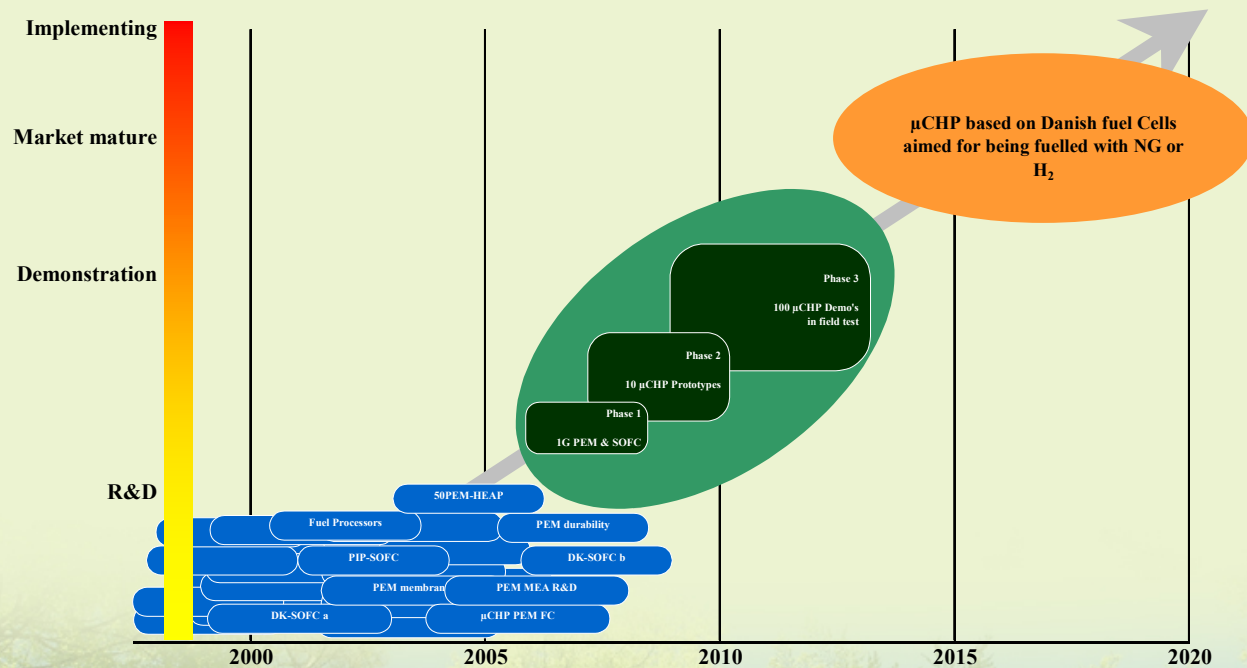 Implementing
Market mature
Demonstration
R&D
µCHP based on Danish fuel Cells
aimed for being fuelled with NG or
H₂
Phase 3
100 µCHP Demo's
in field test
Phase 2
10 µCHP Prototypes
Phase 1
1G PEM & SOFC
50PEM-HEAP
Fuel Processors
PEM durability
PIP-SOFC
DK-SOFC b
PEM membran
PEM MEA R&D
DK-SOFC a
µCHP PEM FC
2000
2005
2010
2015
2020